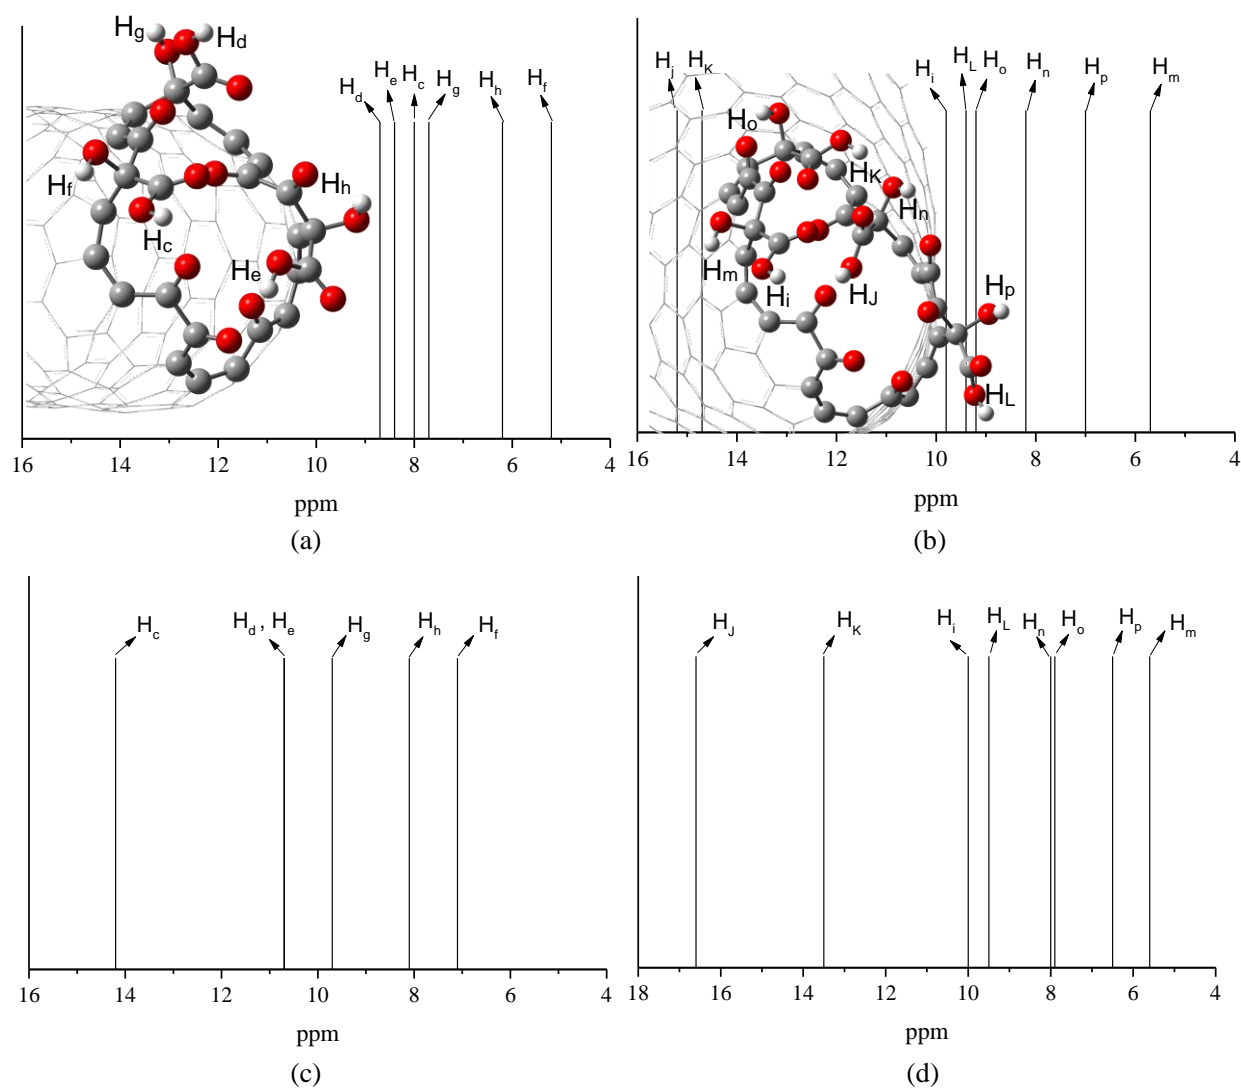 Hg
Hd
Hd
He
Hc
Hg
Hh
Hf
Hf
Hc
Hh
He
16 14 12 10 8 6 4
ppm
(a)
Hj
HK
Hi
HL
Ho
Hn
Hp
Hm
Ho
HK
Hn
Hm
Hi
HJ
Hp
HL
16 14 12 10 8 6 4
ppm
(b)
Hc
Hd , He
Hg
Hh
Hf
16 14 12 10 8 6 4
ppm
(c)
HJ
HK
Hi
HL
Hn
Ho
Hp
Hm
18 16 14 12 10 8 6 4
ppm
(d)